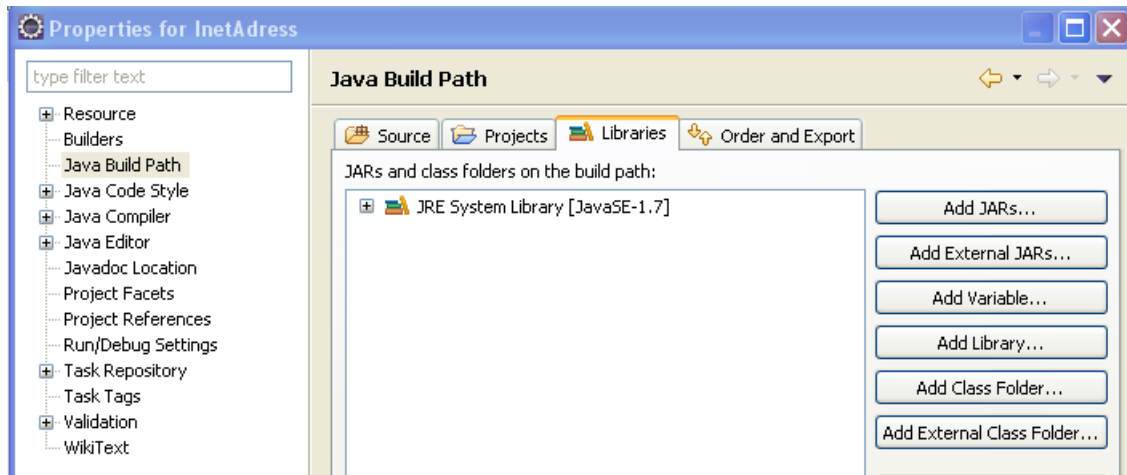 Properties for InetAdress
type filter text
Resource
Builders
Java Build Path
Java Code Style
Java Compiler
Java Editor
Javadoc Location
Project Facets
Project References
Run/Debug Settings
Task Repository
Task Tags
Validation
WikiText
Java Build Path
Source Projects Libraries Order and Export
JARs and class folders on the build path:
JRE System Library [JavaSE-1.7]
Add JARs...
Add External JARs...
Add Variable...
Add Library...
Add Class Folder...
Add External Class Folder...